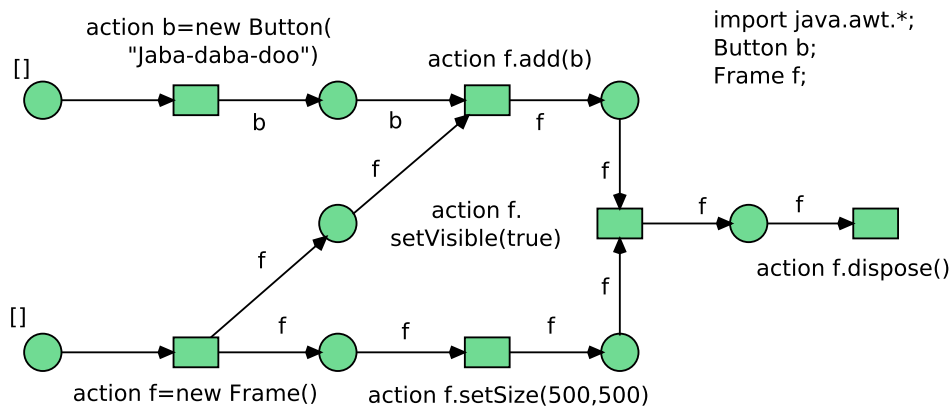 action b=new Button(
"Jaba-daba-doo")
import java.awt.*;
Button b;
Frame f;
[]
action f.add(b)
b
b
f
f
f
action f.
setVisible(true)
f
f
f
action f.dispose()
f
f
[]
f
f
f
action f=new Frame()
action f.setSize(500,500)